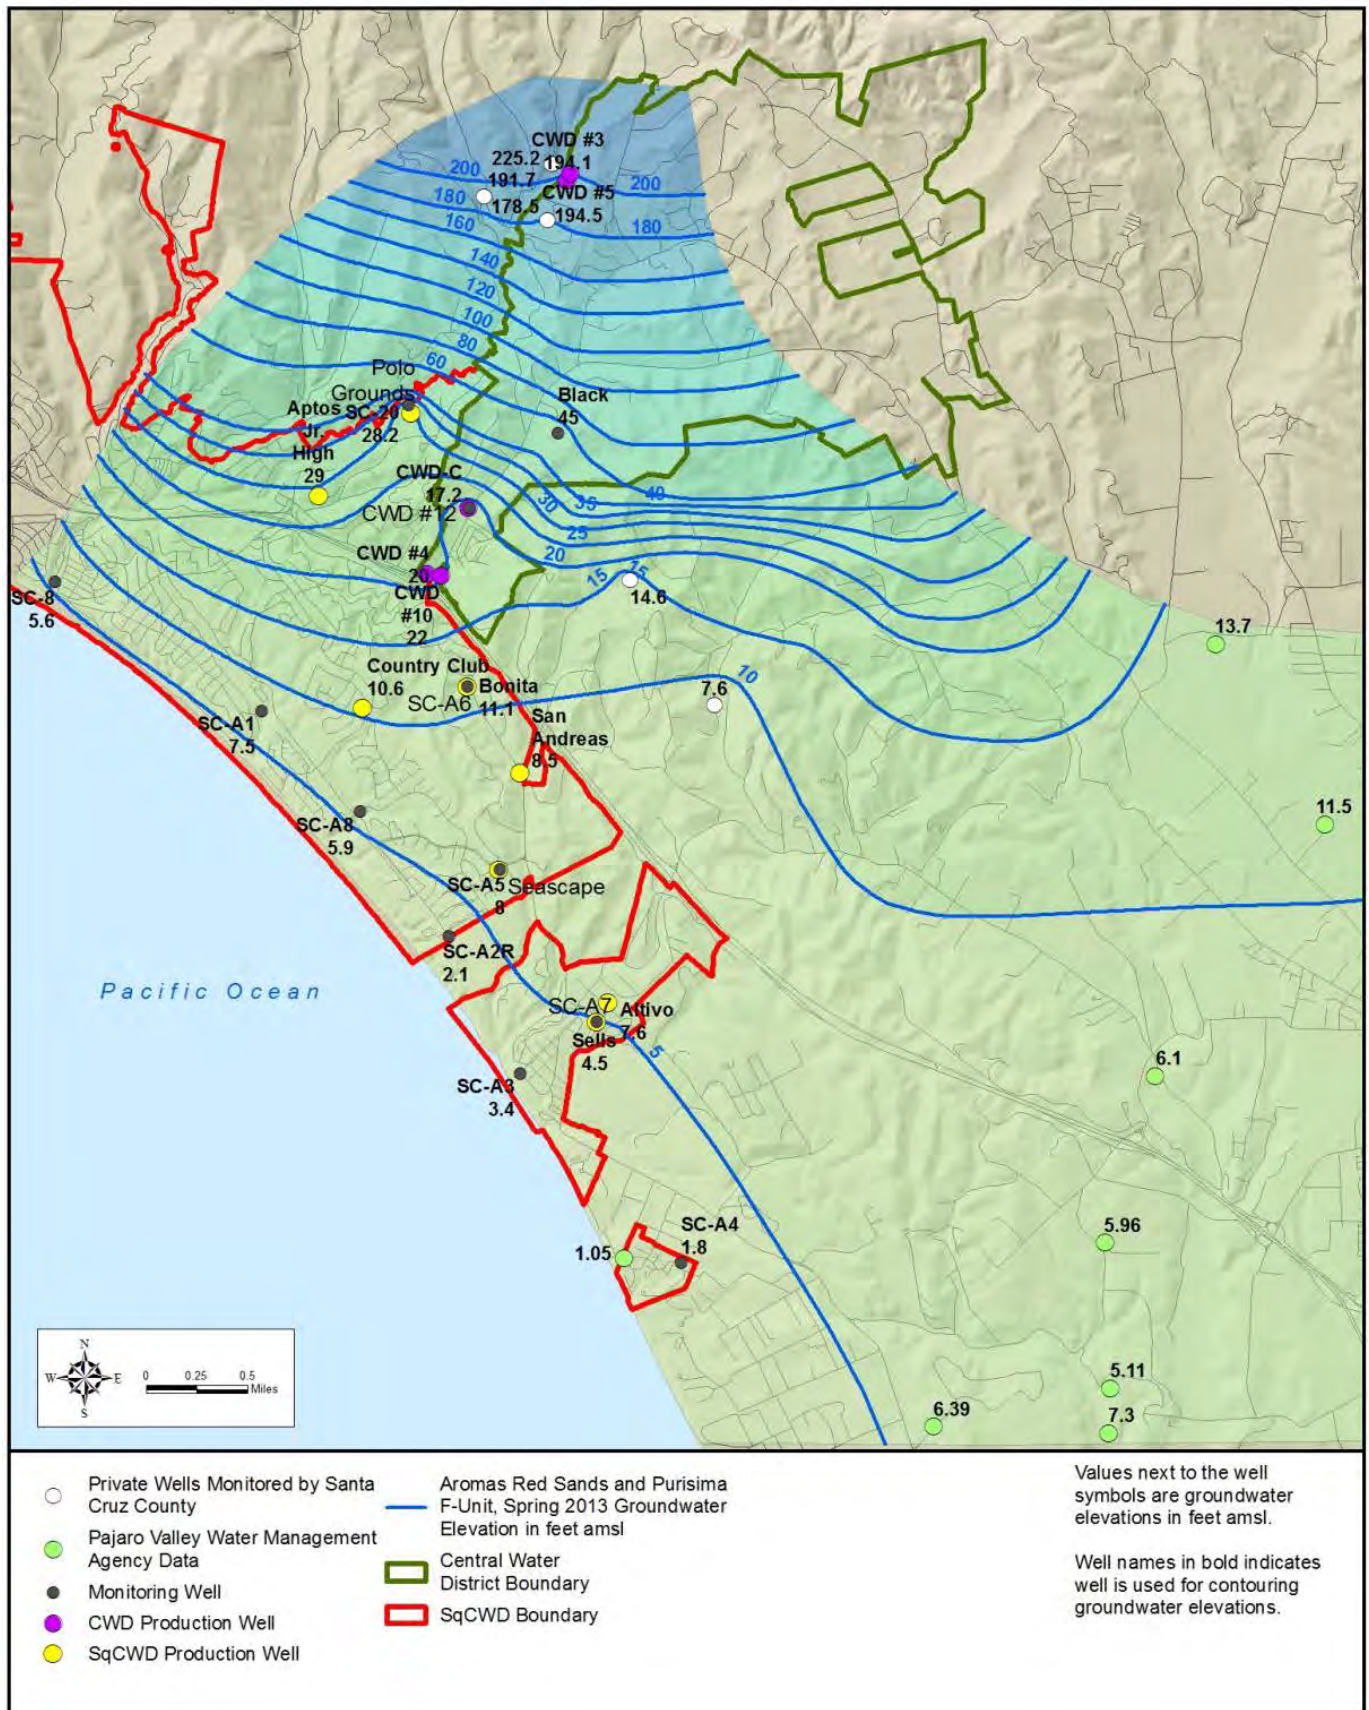 CWD #3
225.2
194.1
200
191.7
200
CWD #5
180
178.5
194.5
160
180
140
120
100
80
60
Polo
Grounds
Black
45
Aptos
Jr.
High
29
SC-20
28.2
CWD-C
17.2
CWD #12
40
35
30
25
20
15
15
CWD #4
20
CWD
#10
22
14.6
SC-8
5.6
13.7
Country Club
10.6
Bonita
11.1
SC-A6
7.6
10
San
Andreas
8.5
SC-A1
7.5
11.5
SC-A8
5.9
SC-A5
8
Seascape
SC-A2R
2.1
Pacific Ocean
SC-A7
Altivo
7.6
Sells
4.5
5
6.1
SC-A3
3.4
SC-A4
1.8
1.05
5.96
5.11
6.39
7.3
N
W
E
S
0
0.25
0.5
Miles
Private Wells Monitored by Santa
Cruz County
Pajaro Valley Water Management
Agency Data
Monitoring Well
CWD Production Well
SqCWD Production Well
Aromas Red Sands and Purisima
F-Unit, Spring 2013 Groundwater
Elevation in feet amsl
Central Water
District Boundary
SqCWD Boundary
Values next to the well
symbols are groundwater
elevations in feet amsl.
Well names in bold indicates
well is used for contouring
groundwater elevations.